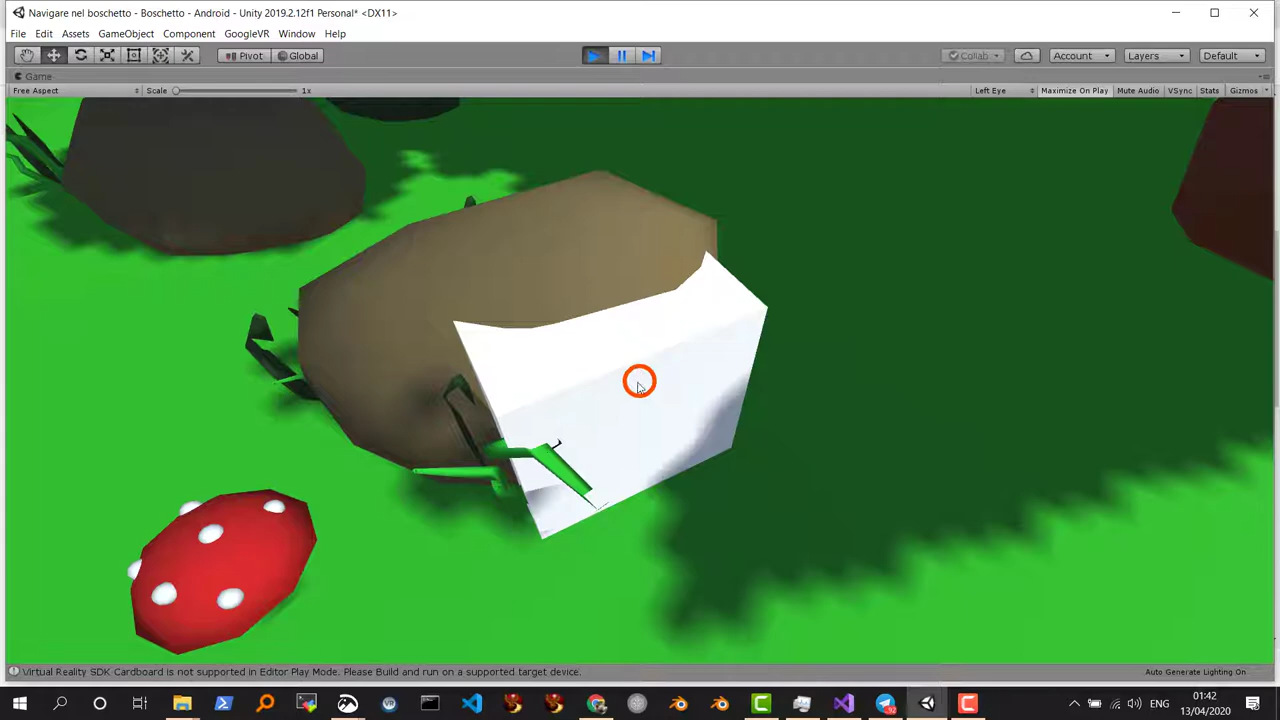 Navigare nel boschetto - Boschetto - Android - Unity 2019.2.12f1 Personal* <DX11>
File Edit Assets GameObject Component GoogleVR Window Help
Pivot Global Collab Account Layers Default
Game
Free Aspect Scale 1x Left Eye Maximize On Play Mute Audio VSync Stats Gizmos
Virtual Reality SDK Cardboard is not supported in Editor Play Mode. Please Build and run on a supported target device. Auto Generate Lighting On
92 ENG 01:42
13/04/2020